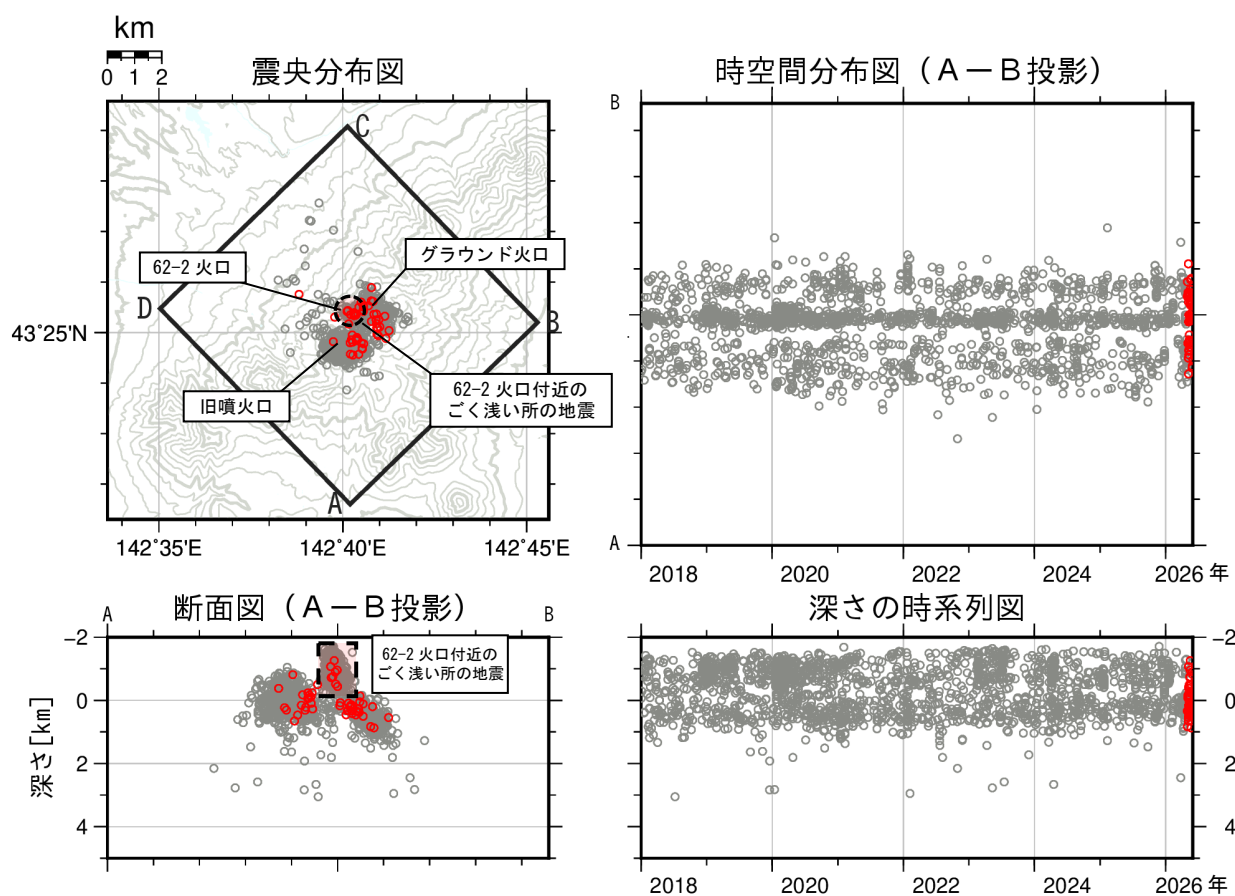 km
0 1 2
震央分布図
C
62-2 火口
グラウンド火口
D
B
43°25'N
旧噴火口
62-2 火口付近の
ごく浅い所の地震
A
142°35'E 142°40'E 142°45'E
時空間分布図（A－B投影）
B
A
2018 2020 2022 2024 2026 年
断面図（A－B投影）
A B
62-2 火口付近の
ごく浅い所の地震
深さ[km]
-2
0
2
4
深さの時系列図
-2
0
2
4
2018 2020 2022 2024 2026 年